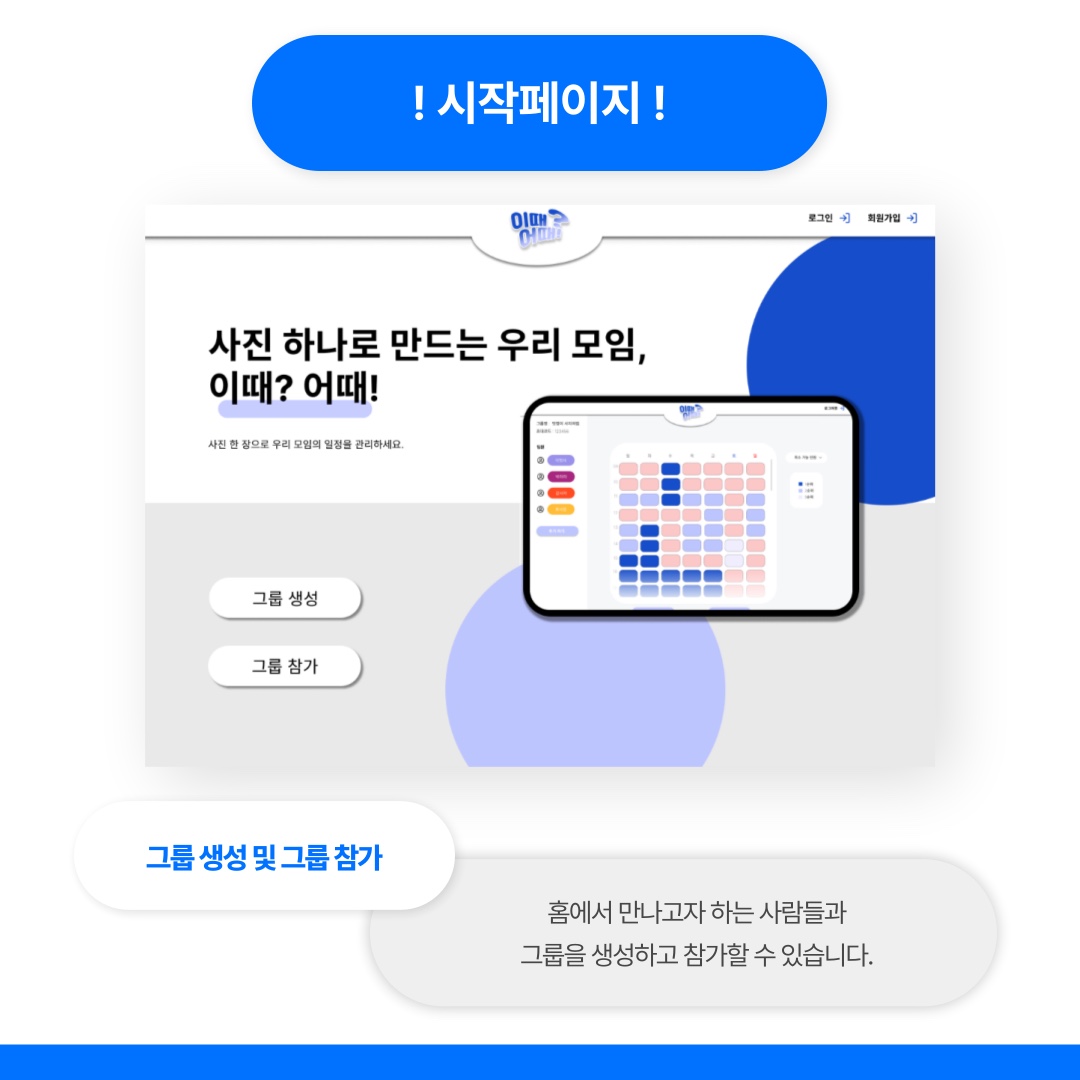 ! 시작페이지 !
이때
어때!
로그인
회원가입
사진 하나로 만드는 우리 모임,
이때? 어때!
사진 한 장으로 우리 모임의 일정을 관리하세요.
그룹 생성
그룹 참가
이때
그룹 생성 및 그룹 참가
홈에서 만나고자 하는 사람들과
그룹을 생성하고 참가할 수 있습니다.